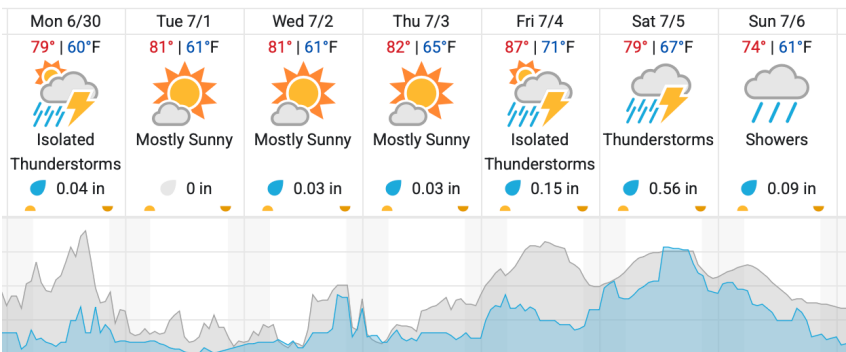 Mon 6/30
79° | 60°F
Isolated
Thunderstorms
0.04 in
Tue 7/1
81° | 61°F
Mostly Sunny
0 in
Wed 7/2
81° | 61°F
Mostly Sunny
0.03 in
Thu 7/3
82° | 65°F
Mostly Sunny
0.03 in
Fri 7/4
87° | 71°F
Isolated
Thunderstorms
0.15 in
Sat 7/5
79° | 67°F
Thunderstorms
0.56 in
Sun 7/6
74° | 61°F
Showers
0.09 in